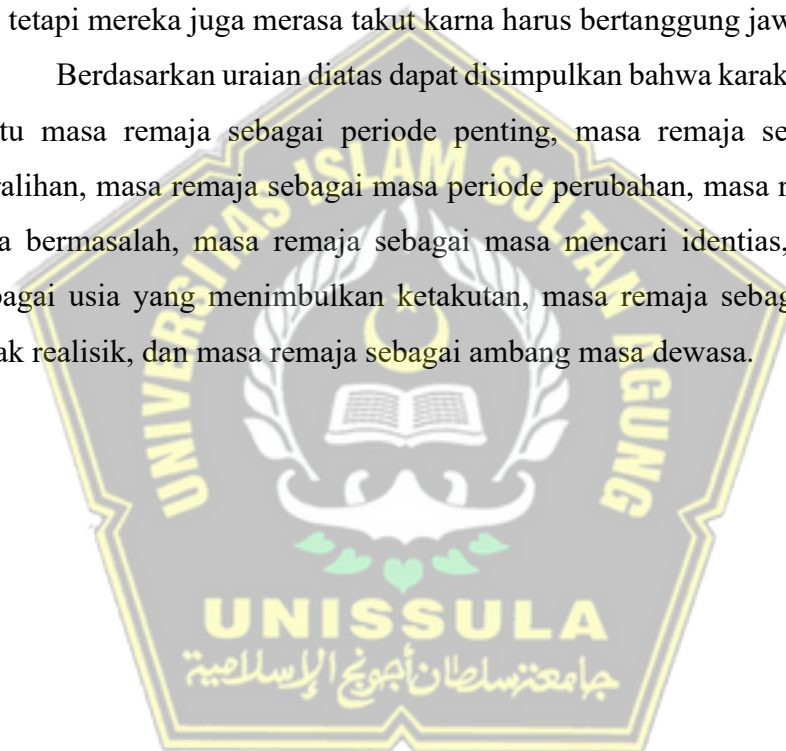 tetapi mereka juga merasa takut karna harus bertanggung jaw
Berdasarkan uraian diatas dapat disimpulkan bahwa karak
tu masa remaja sebagai periode penting, masa remaja se
ralihan, masa remaja sebagai masa periode perubahan, masa r
a bermasalah, masa remaja sebagai masa mencari identias,
bagai usia yang menimbulkan ketakutan, masa remaja sebag
ak realisik, dan masa remaja sebagai ambang masa dewasa.
UNIVERSITAS ISLAM SULTAN AGUNG
UNISSULA
جامعة سلطان أجونج الإسلامية